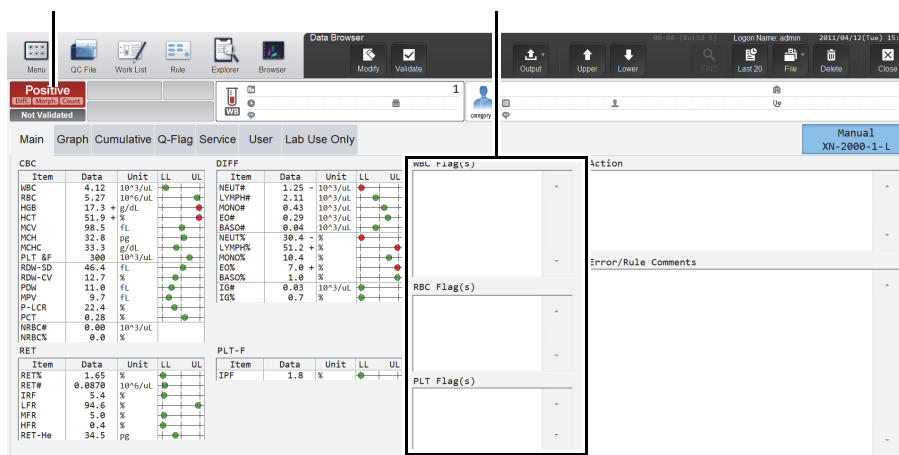 Data Browser
00-04 (Build 5) Logon Name: admin 2011/04/12(Tue) 15:
Menu QC File Work List Rule Explorer Browser Modify Validate Output Upper Lower FIND Last 20 File Delete Close
Positive
Diff. Morph. Count
Not Validated
WB
1
category
Main Graph Cumulative Q-Flag Service User Lab Use Only
Manual
XN-2000-1-L
CBC
Item Data Unit LL UL
WBC 4.12 10^3/uL
RBC 5.27 10^6/uL
HGB 17.3 + g/dL
HCT 51.9 + %
MCV 98.5 fL
MCH 32.8 pg
MCHC 33.3 g/dL
PLT &F 300 10^3/uL
RDW-SD 46.4 fL
RDW-CV 12.7 %
PDW 11.0 fL
MPV 9.7 fL
P-LCR 22.4 %
PCT 0.28 %
NRBC# 0.00 10^3/uL
NRBC% 0.0 %
DIFF
Item Data Unit LL UL
NEUT# 1.25 - 10^3/uL
LYMPH# 2.11 10^3/uL
MONO# 0.43 10^3/uL
EO# 0.29 10^3/uL
BASO# 0.04 10^3/uL
NEUT% 30.4 - %
LYMPH% 51.2 + %
MONO% 10.4 %
EO% 7.0 + %
BASO% 1.0 %
IG# 0.03 10^3/uL
IG% 0.7 %
RET
Item Data Unit LL UL
RET% 1.65 %
RET# 0.0870 10^6/uL
IRF 5.4 %
LFR 94.6 %
MFR 5.0 %
HFR 0.4 %
RET-He 34.5 pg
PLT-F
Item Data Unit LL UL
IPF 1.8 %
WBC Flag(s)
RBC Flag(s)
PLT Flag(s)
Action
Error/Rule Comments